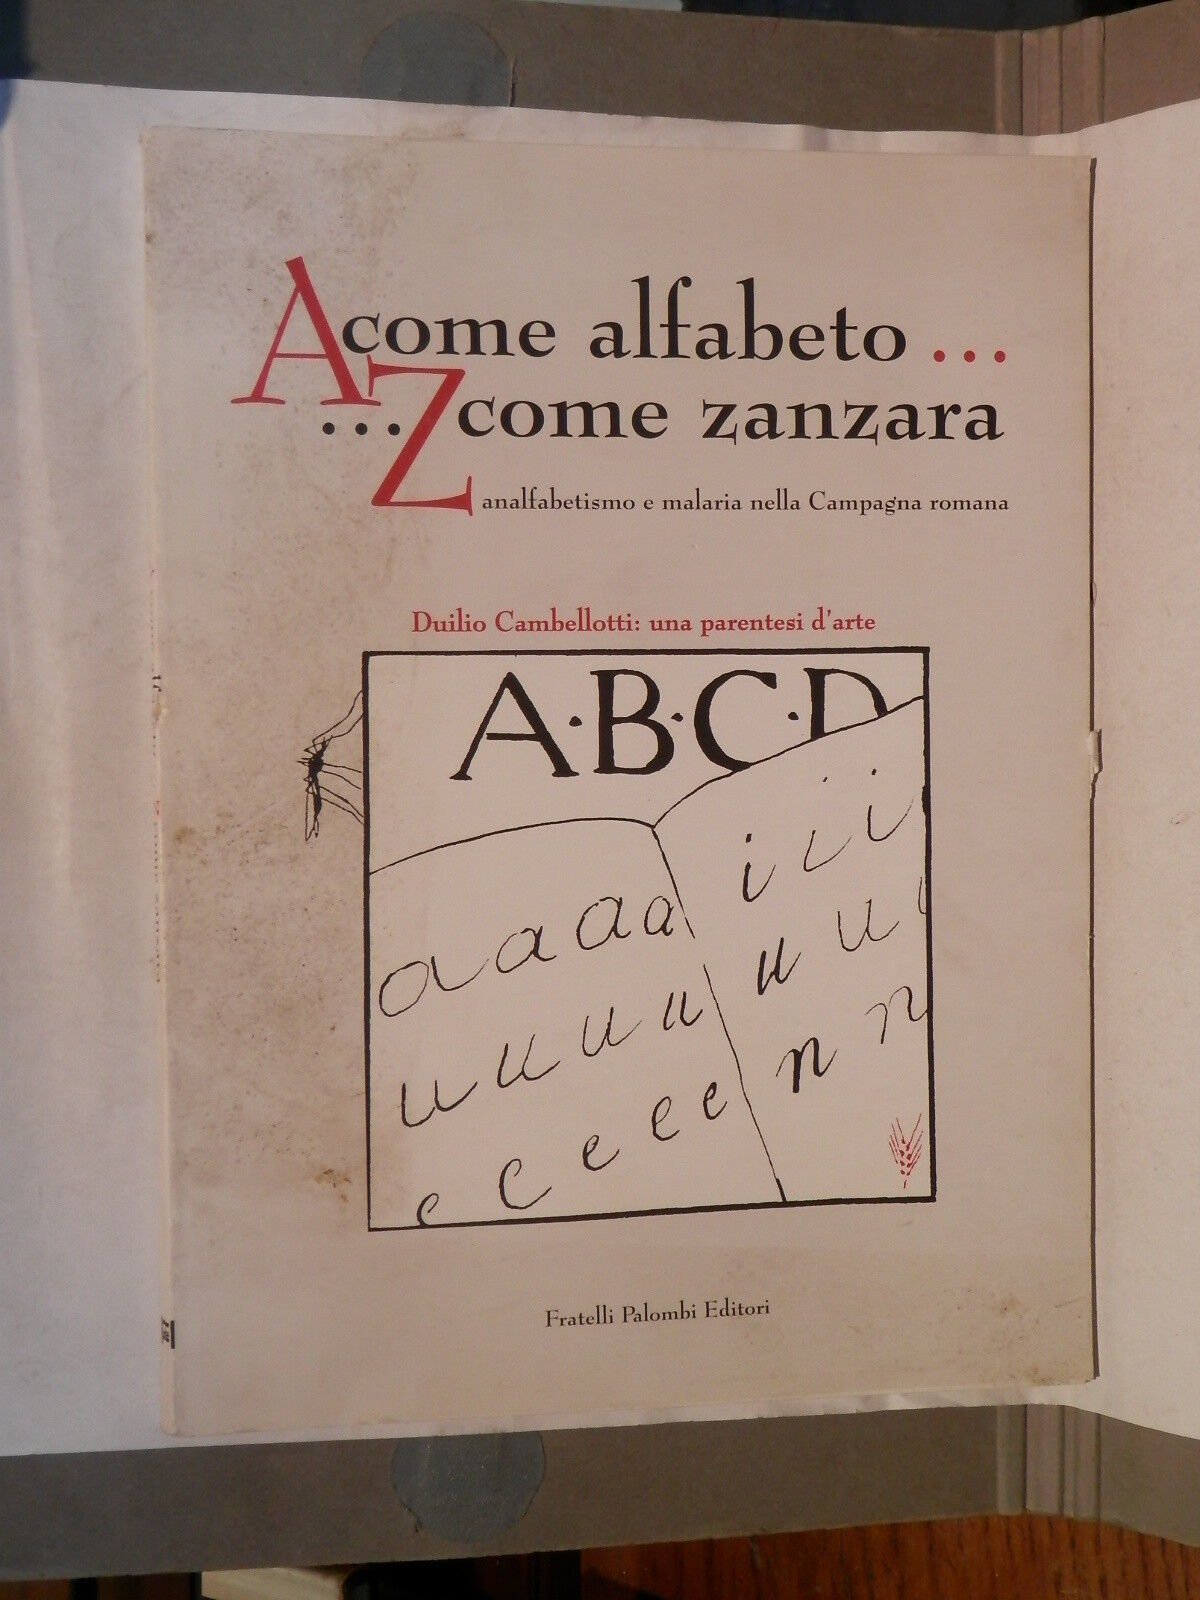 A come alfabeto ...
... Z come zanzara
analfabetismo e malaria nella Campagna romana
Duilio Cambellotti: una parentesi d'arte
A·B·C·D
a a a a
i i i
u u u u
u u
e e e e e
n n
Fratelli Palombi Editori